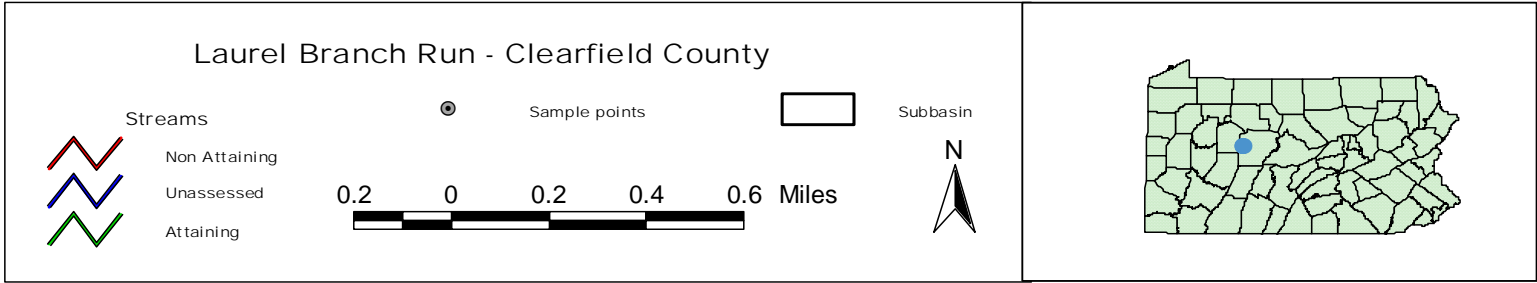 Laurel Branch Run - Clearfield County
Streams
Non Attaining
Unassessed
Attaining
Sample points
Subbasin
0.2 0 0.2 0.4 0.6 Miles
N